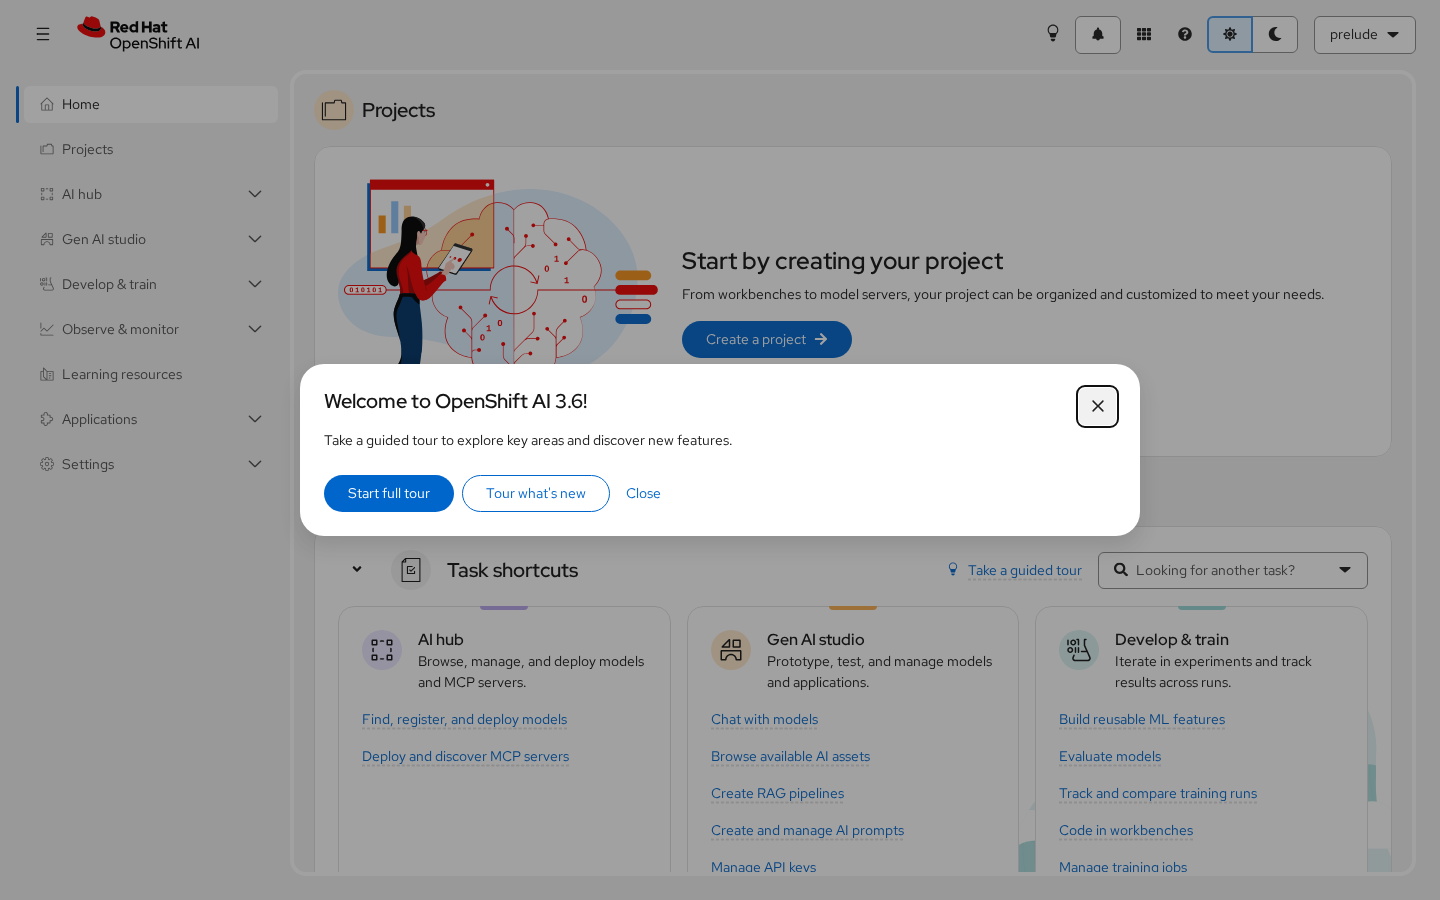 Red Hat
OpenShift AI
prelude
Home
Projects
AI hub
Gen AI studio
Develop & train
Observe & monitor
Learning resources
Applications
Settings
Projects
010101
1
0
1
0
0
1
0
Start by creating your project
From workbenches to model servers, your project can be organized and customized to meet your needs.
Create a project
Welcome to OpenShift AI 3.6!
Take a guided tour to explore key areas and discover new features.
Start full tour
Tour what's new
Close
Task shortcuts
Take a guided tour
Looking for another task?
AI hub
Browse, manage, and deploy models
and MCP servers.
Find, register, and deploy models
Deploy and discover MCP servers
Gen AI studio
Prototype, test, and manage models
and applications.
Chat with models
Browse available AI assets
Create RAG pipelines
Create and manage AI prompts
Manage API keys
Develop & train
Iterate in experiments and track
results across runs.
Build reusable ML features
Evaluate models
Track and compare training runs
Code in workbenches
Manage training jobs